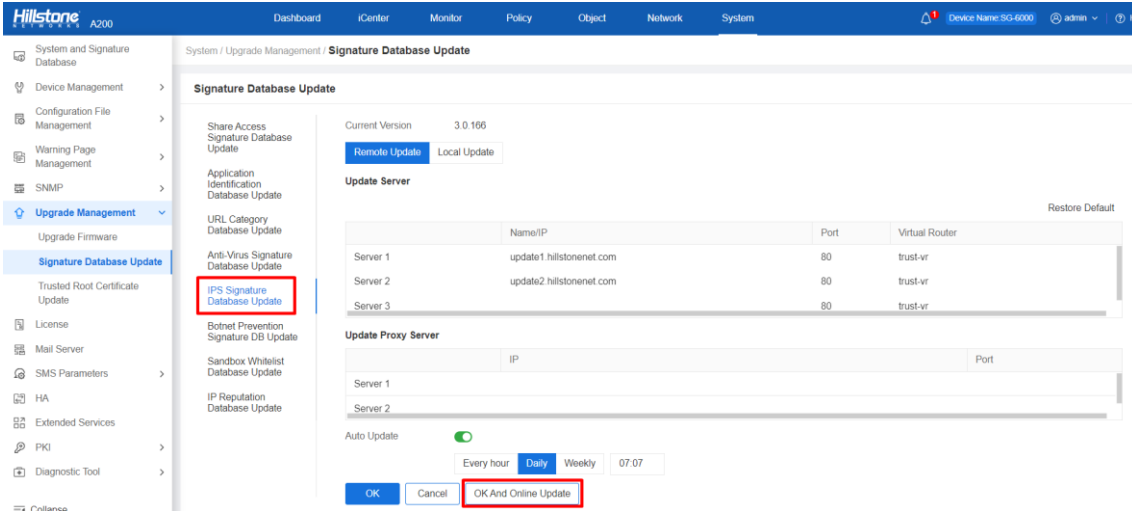 Hillstone
NETWORKS A200
Dashboard iCenter Monitor Policy Object Network System
1 Device Name:SG-6000 admin
System and Signature
Database
Device Management
Configuration File
Management
Warning Page
Management
SNMP
Upgrade Management
Upgrade Firmware
Signature Database Update
Trusted Root Certificate
Update
License
Mail Server
SMS Parameters
HA
Extended Services
PKI
Diagnostic Tool
Collapse
System / Upgrade Management / Signature Database Update
Signature Database Update
Share Access
Signature Database
Update
Application
Identification
Database Update
URL Category
Database Update
Anti-Virus Signature
Database Update
IPS Signature
Database Update
Botnet Prevention
Signature DB Update
Sandbox Whitelist
Database Update
IP Reputation
Database Update
Current Version 3.0.166
Remote Update Local Update
Update Server
Restore Default
Name/IP Port Virtual Router
Server 1 update1.hillstonenet.com 80 trust-vr
Server 2 update2.hillstonenet.com 80 trust-vr
Server 3 80 trust-vr
Update Proxy Server
IP Port
Server 1
Server 2
Auto Update
Every hour Daily Weekly 07:07
OK Cancel OK And Online Update